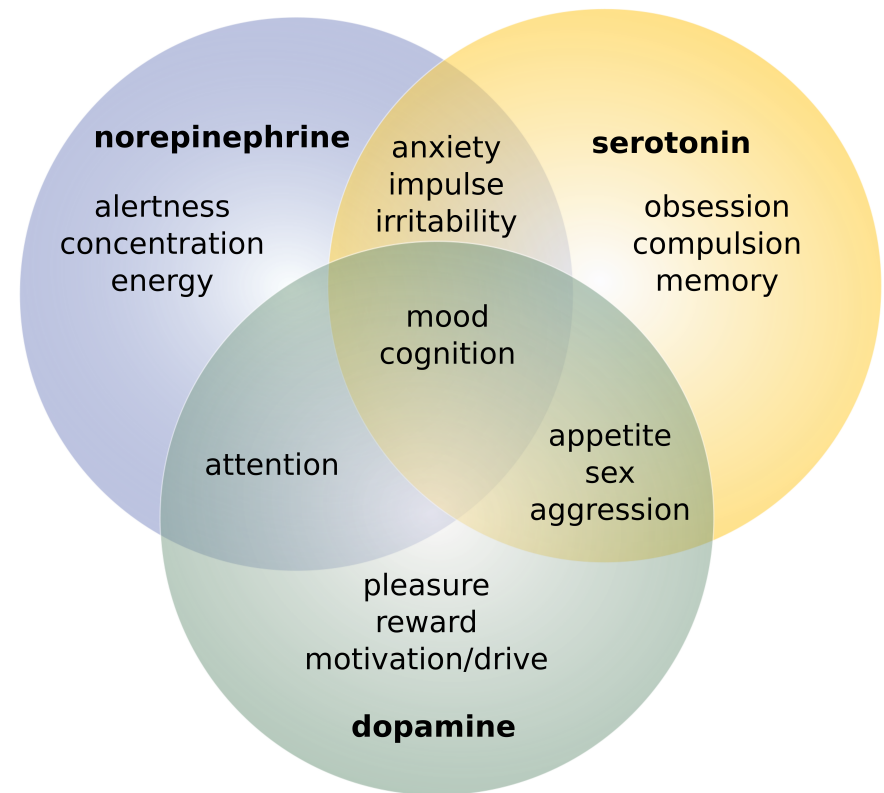 norepinephrine
alertness
concentration
energy
anxiety
impulse
irritability
serotonin
obsession
compulsion
memory
mood
cognition
attention
appetite
sex
aggression
pleasure
reward
motivation/drive
dopamine